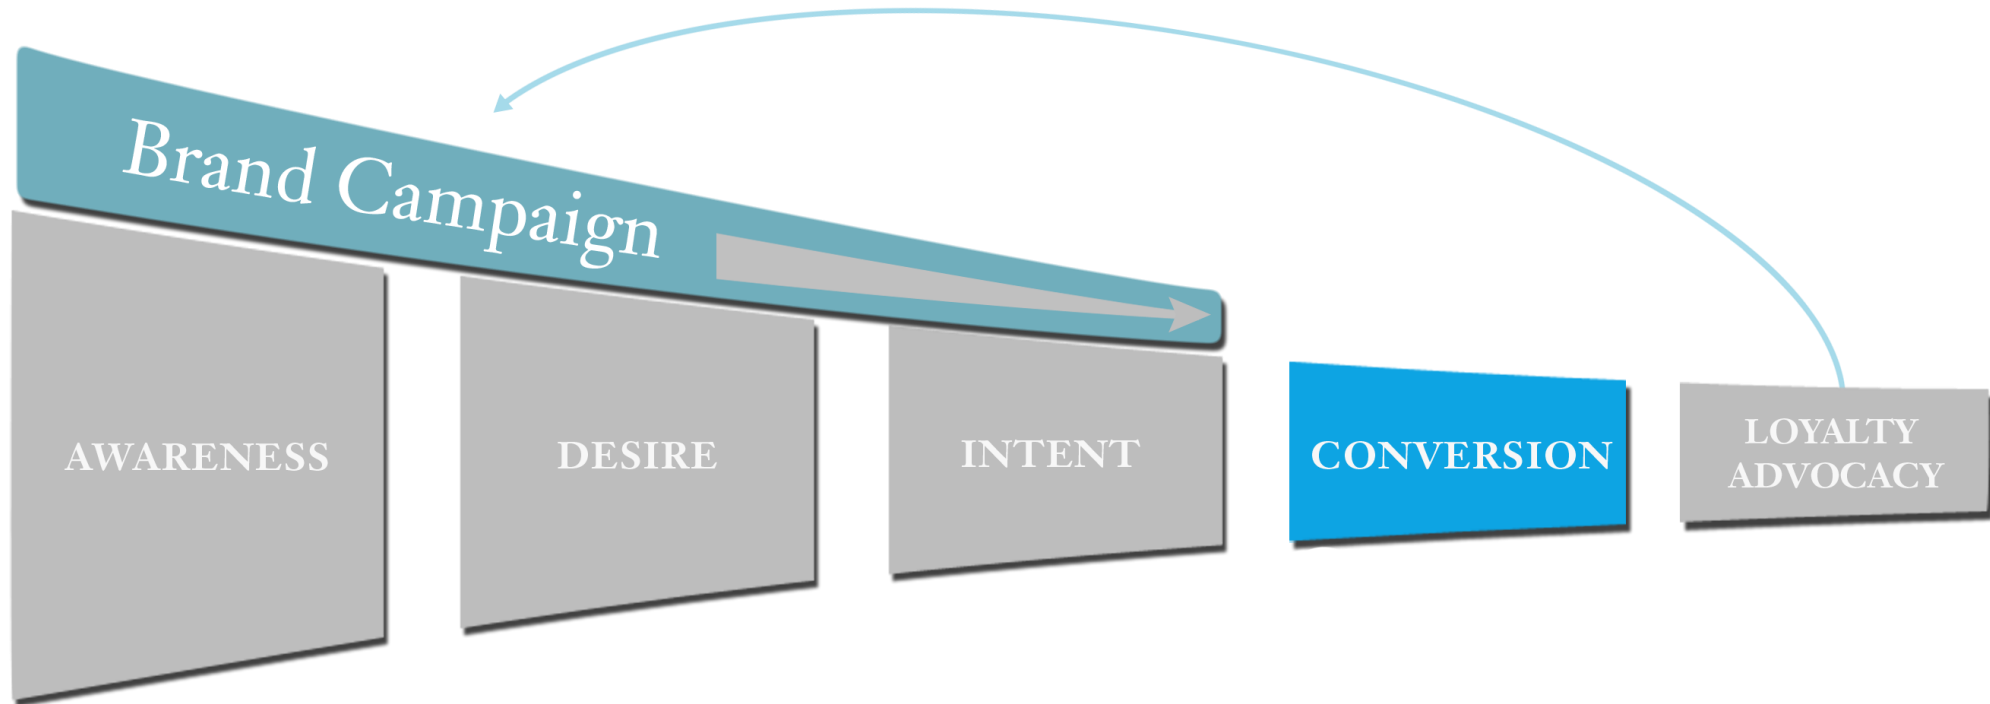 Brand Campaign
AWARENESS
DESIRE
INTENT
CONVERSION
LOYALTY
ADVOCACY